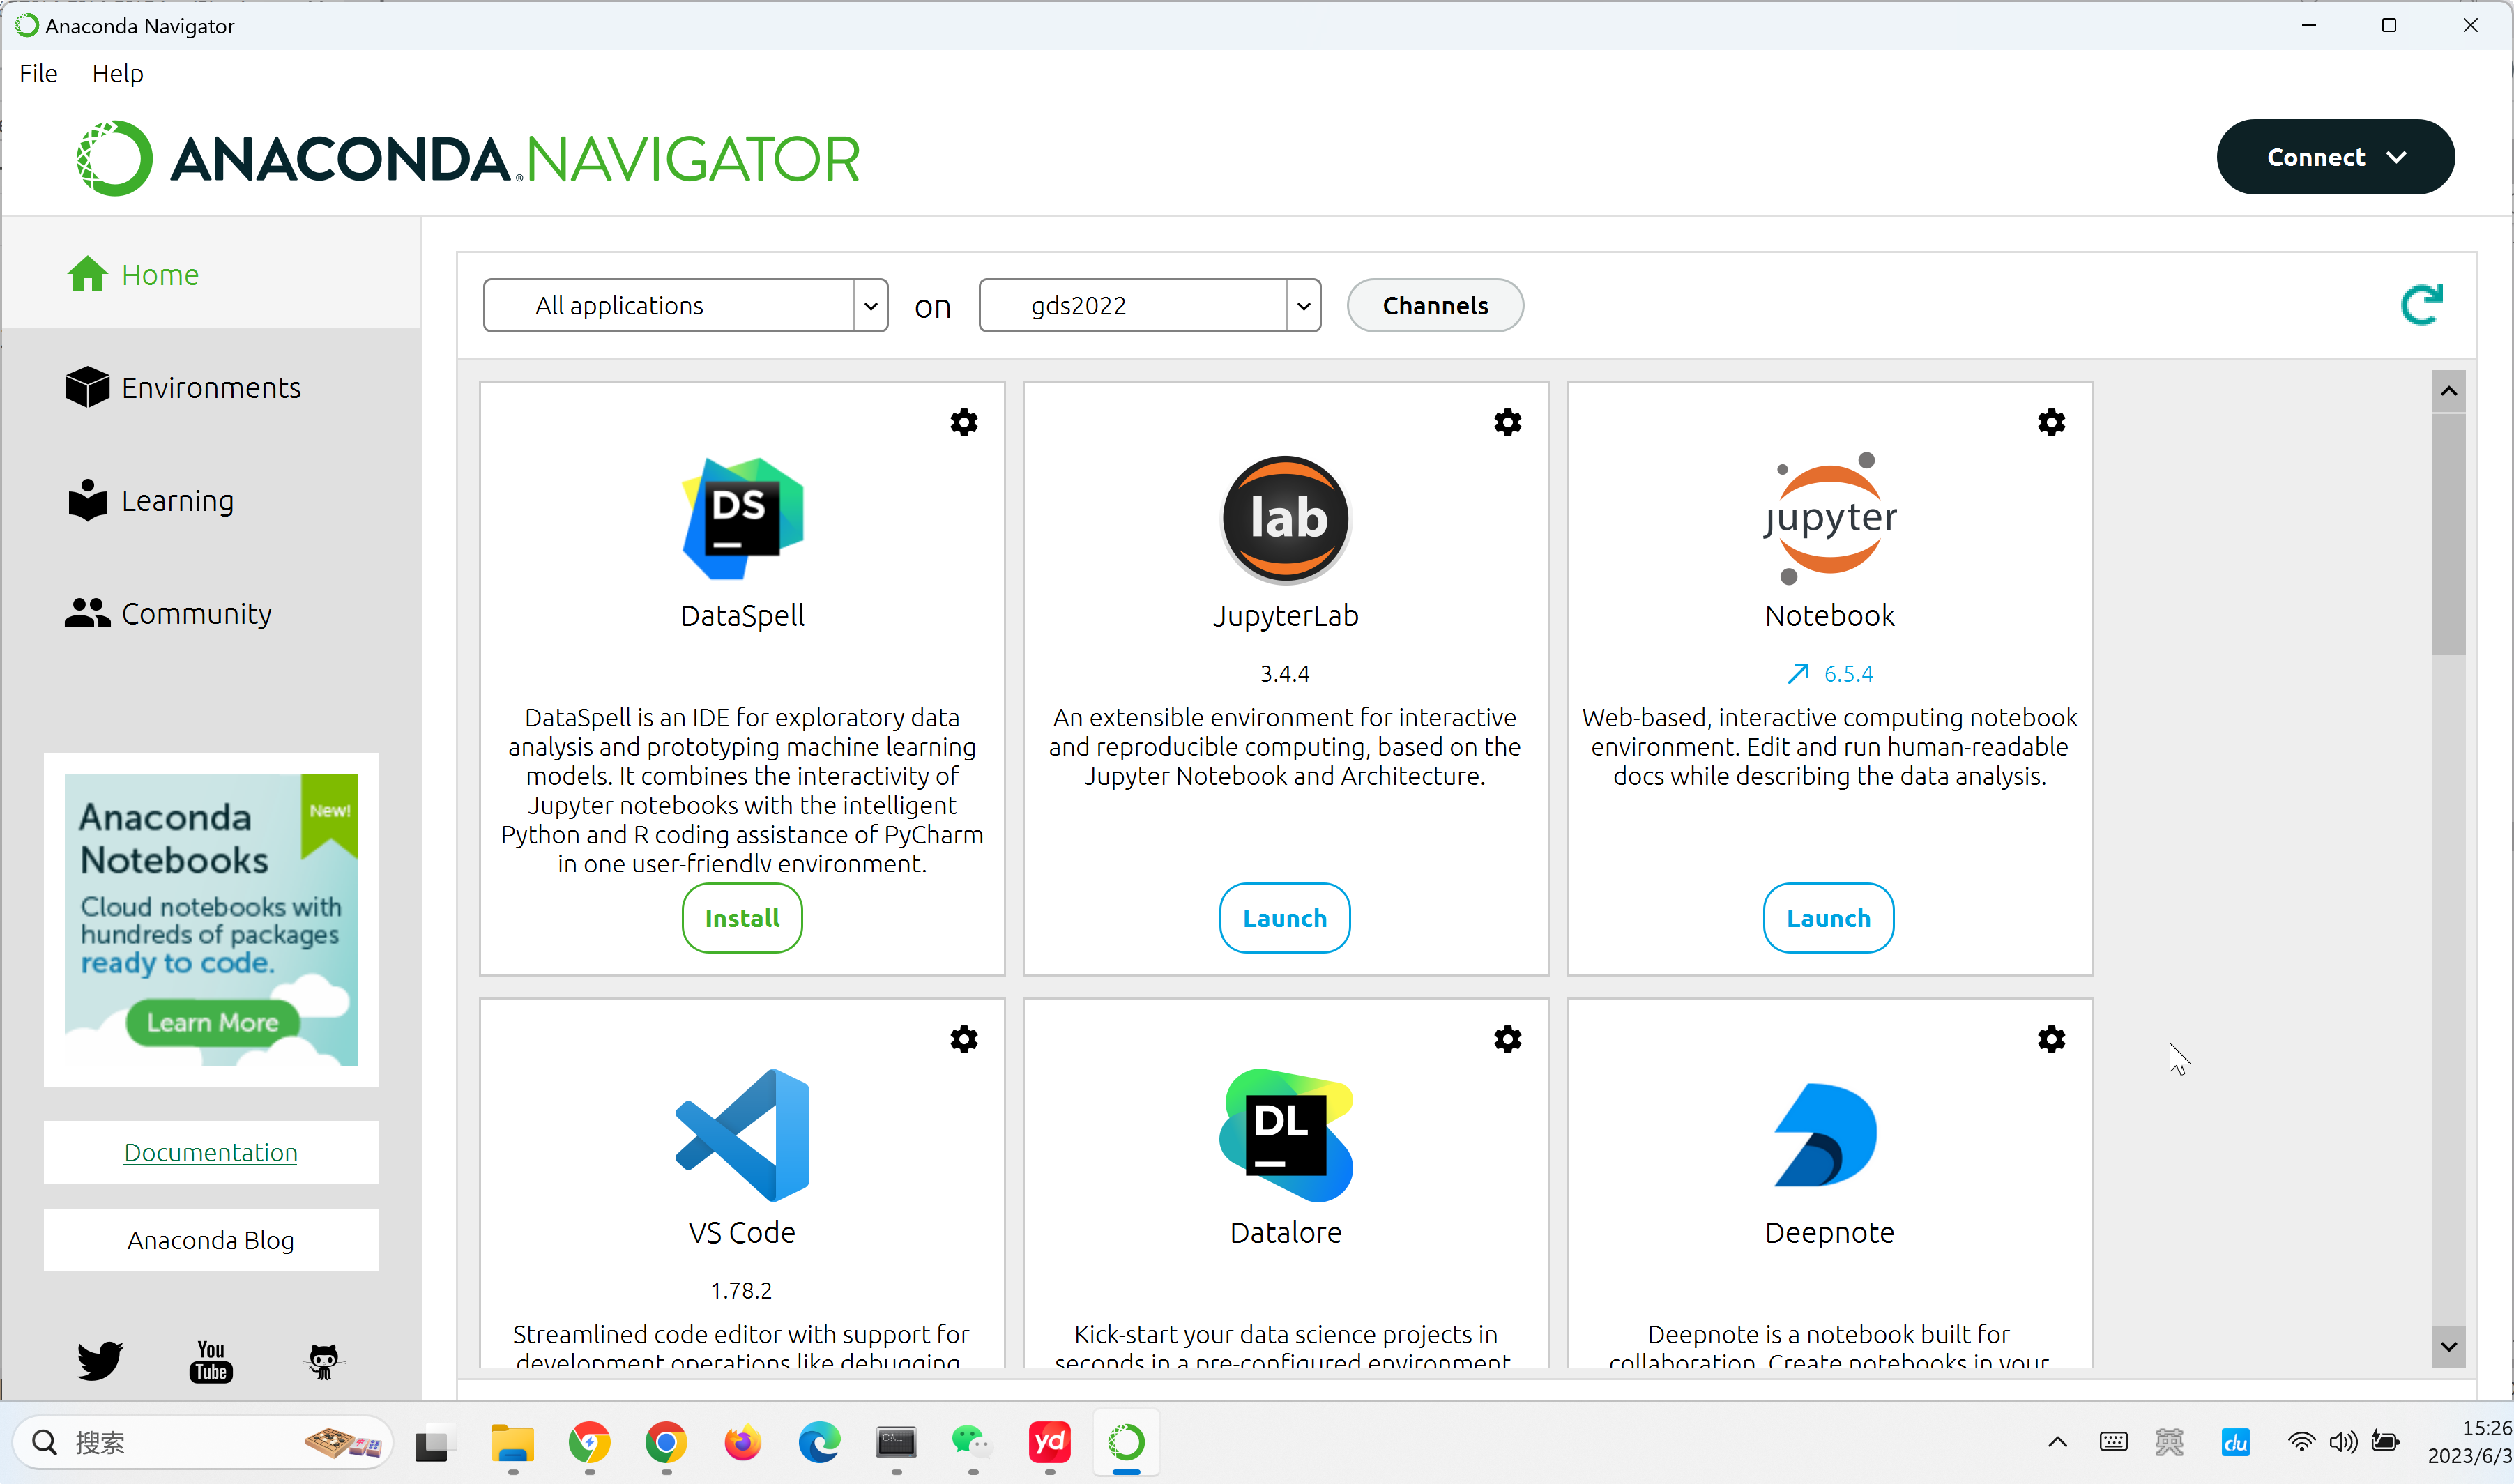 Anaconda Navigator
File Help
ANACONDA.NAVIGATOR
Connect
Home
Environments
Learning
Community
All applications on gds2022 Channels
DS
DataSpell
DataSpell is an IDE for exploratory data
analysis and prototyping machine learning
models. It combines the interactivity of
Jupyter notebooks with the intelligent
Python and R coding assistance of PyCharm
in one user-friendly environment.
Install
lab
JupyterLab
3.4.4
An extensible environment for interactive
and reproducible computing, based on the
Jupyter Notebook and Architecture.
Launch
jupyter
Notebook
6.5.4
Web-based, interactive computing notebook
environment. Edit and run human-readable
docs while describing the data analysis.
Launch
VS Code
1.78.2
Streamlined code editor with support for
development operations like debugging,
DL
Datalore
Kick-start your data science projects in
seconds in a pre-configured environment.
Deepnote
Deepnote is a notebook built for
collaboration. Create notebooks in your
Anaconda
Notebooks
New!
Cloud notebooks with
hundreds of packages
ready to code.
Learn More
Documentation
Anaconda Blog
You
Tube
搜索
yd
英
du
15:26
2023/6/3